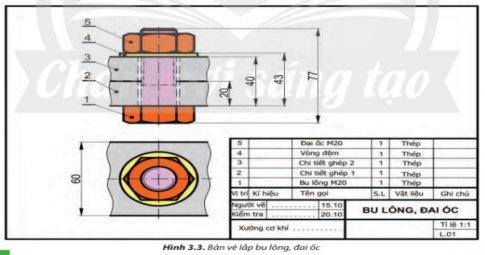 5
4
3
2
1
20
40
43
77
60
Chân trời sáng tạo
5 Đai ốc M20 1 Thép
4 Vòng đệm 1 Thép
3 Chi tiết ghép 2 1 Thép
2 Chi tiết ghép 1 1 Thép
1 Bu lông M20 1 Thép
Vị trí Kí hiệu Tên gọi S.L Vật liệu Ghi chú
Người vẽ .......... 15.10
Kiểm tra .......... 20.10
BU LÔNG, ĐAI ỐC
Xưởng cơ khí ..........
Tỉ lệ 1:1
L.01
Hình 3.3. Bản vẽ lắp bu lông, đai ốc